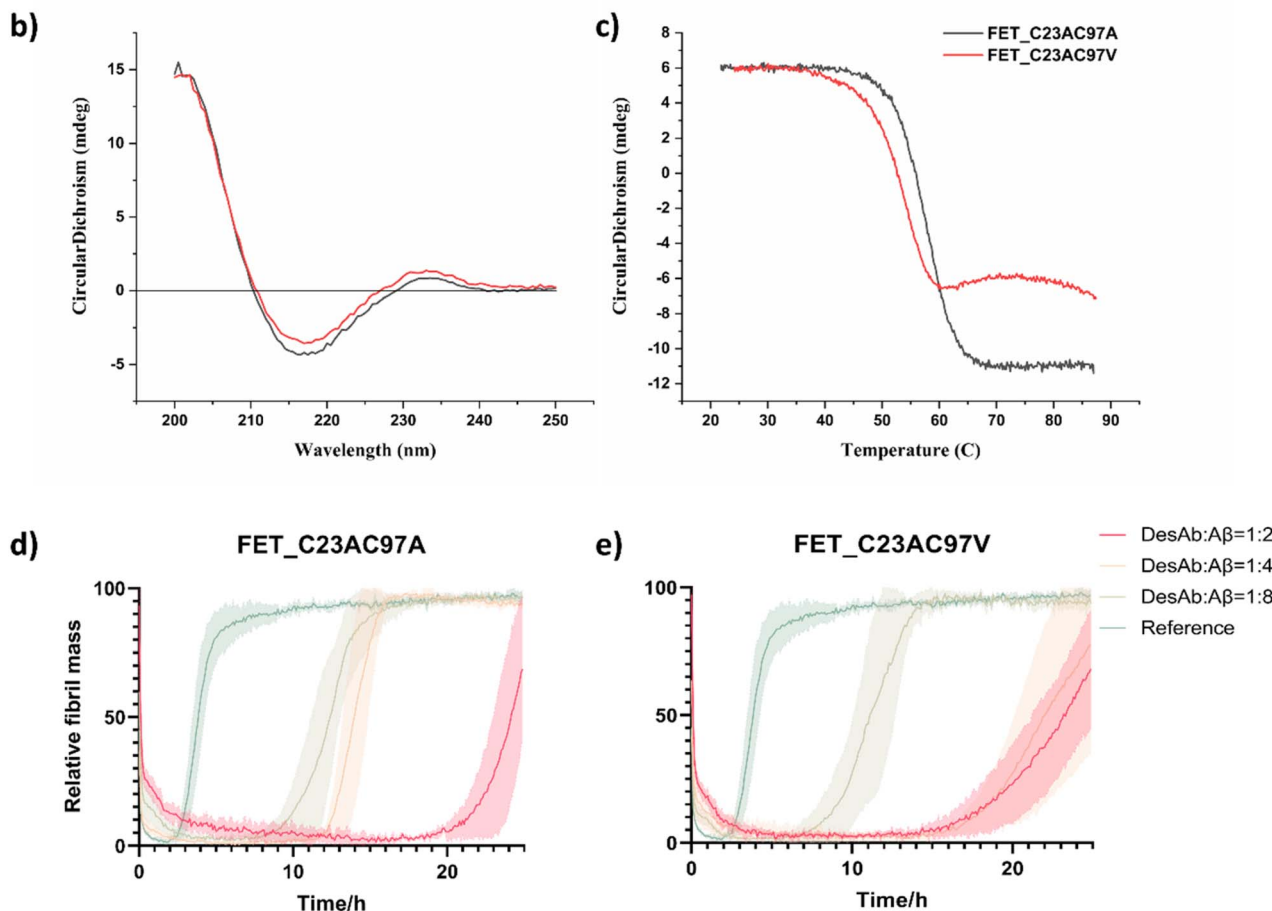 b)
CircularDichroism (mdeg)
15
10
5
0
-5
200 210 220 230 240 250
Wavelength (nm)
c)
FET_C23AC97A
FET_C23AC97V
CircularDichroism (mdeg)
8
6
4
2
0
-2
-4
-6
-8
-10
-12
20 30 40 50 60 70 80 90
Temperature (C)
d)
FET_C23AC97A
Relative fibril mass
100
50
0
0 10 20
Time/h
e)
FET_C23AC97V
100
50
0
0 10 20
Time/h
DesAb:Aβ=1:2
DesAb:Aβ=1:4
DesAb:Aβ=1:8
Reference